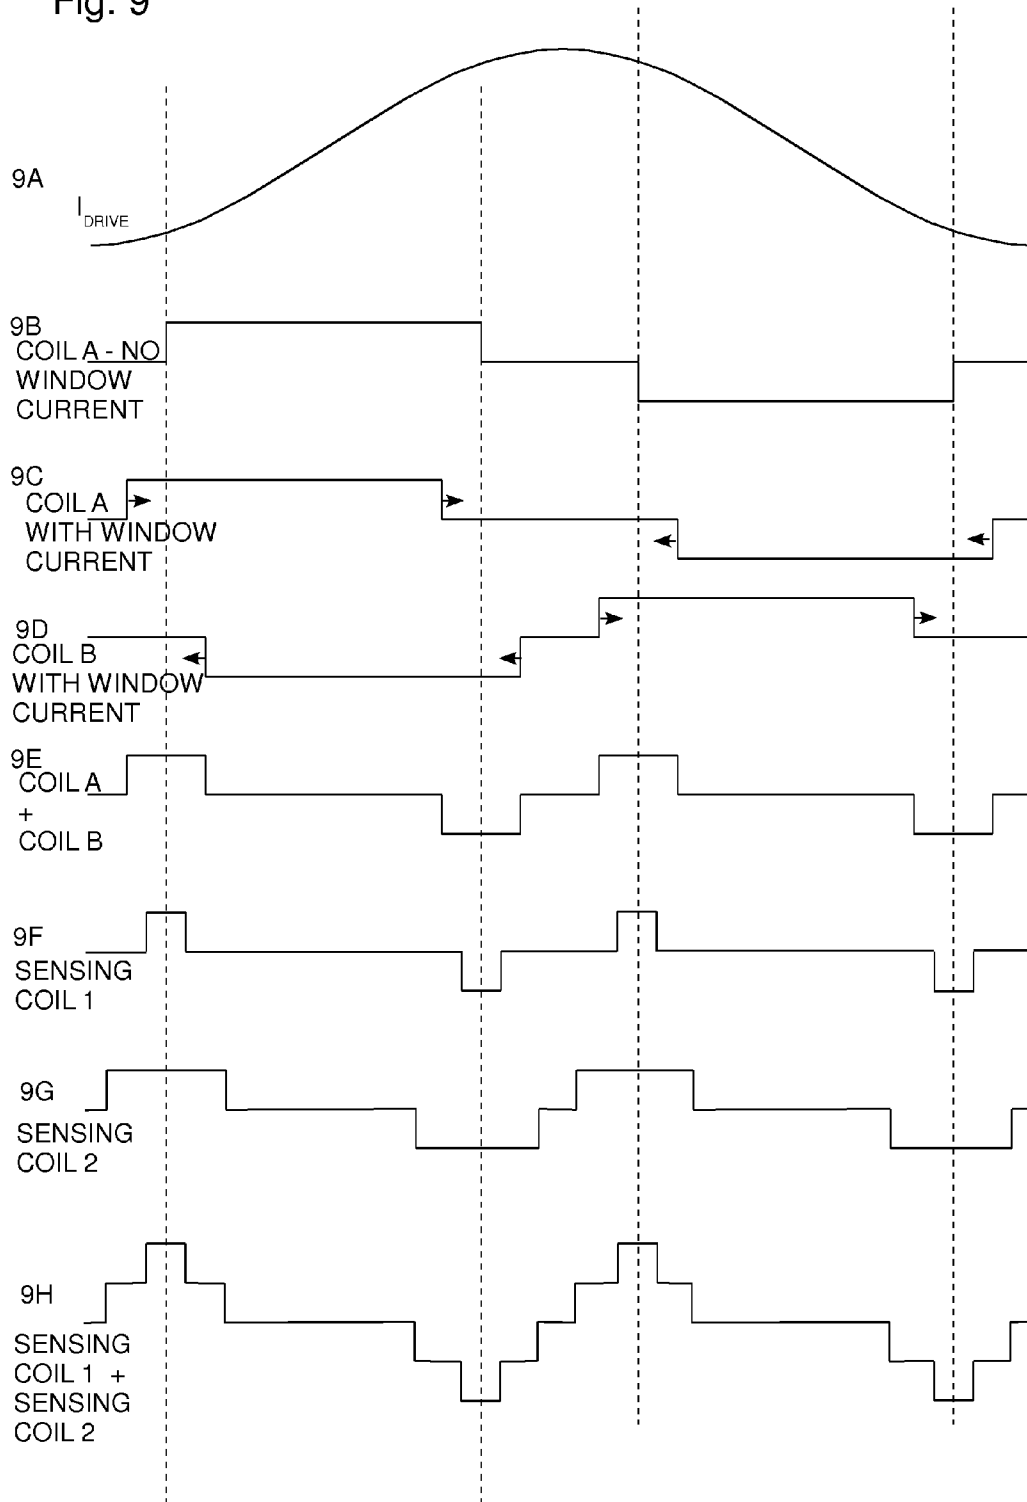 Fig. 9
9A
IDRIVE
9B
COIL A - NO
WINDOW
CURRENT
9C
COIL A
WITH WINDOW
CURRENT
9D
COIL B
WITH WINDOW
CURRENT
9E
COIL A
+
COIL B
9F
SENSING
COIL 1
9G
SENSING
COIL 2
9H
SENSING
COIL 1 +
SENSING
COIL 2